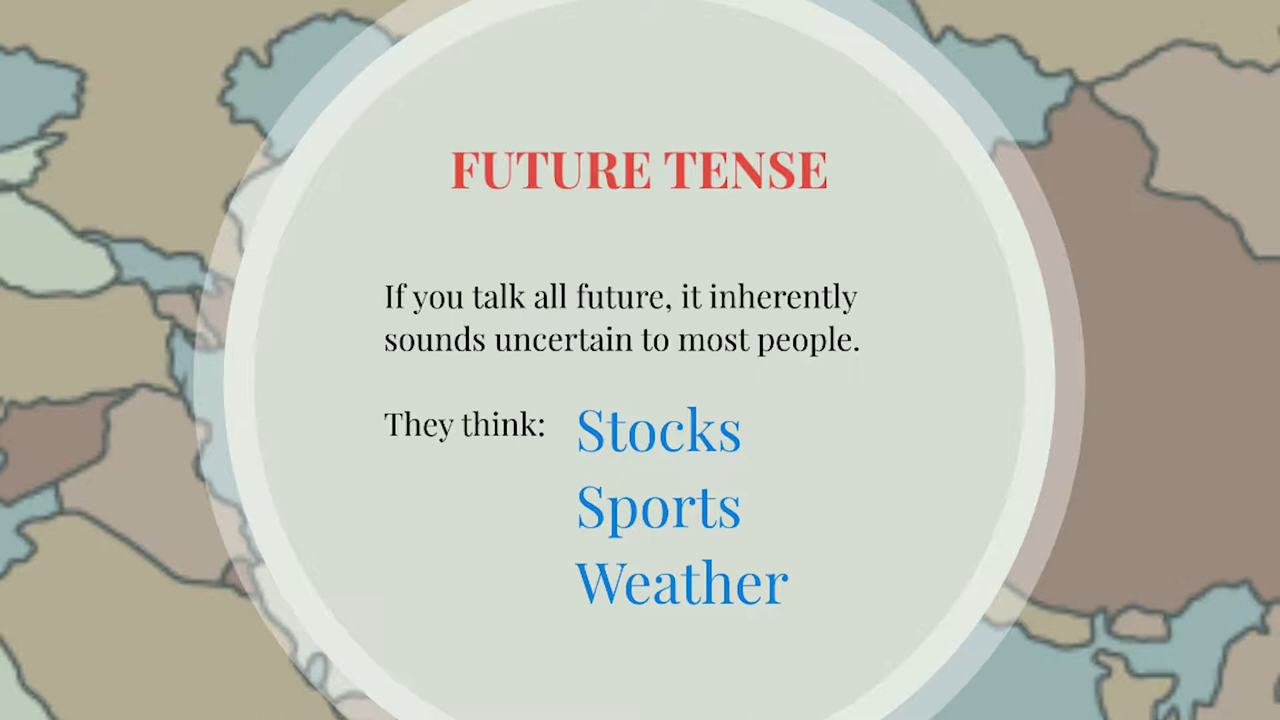 FUTURE TENSE
If you talk all future, it inherently
sounds uncertain to most people.
They think: Stocks
Sports
Weather